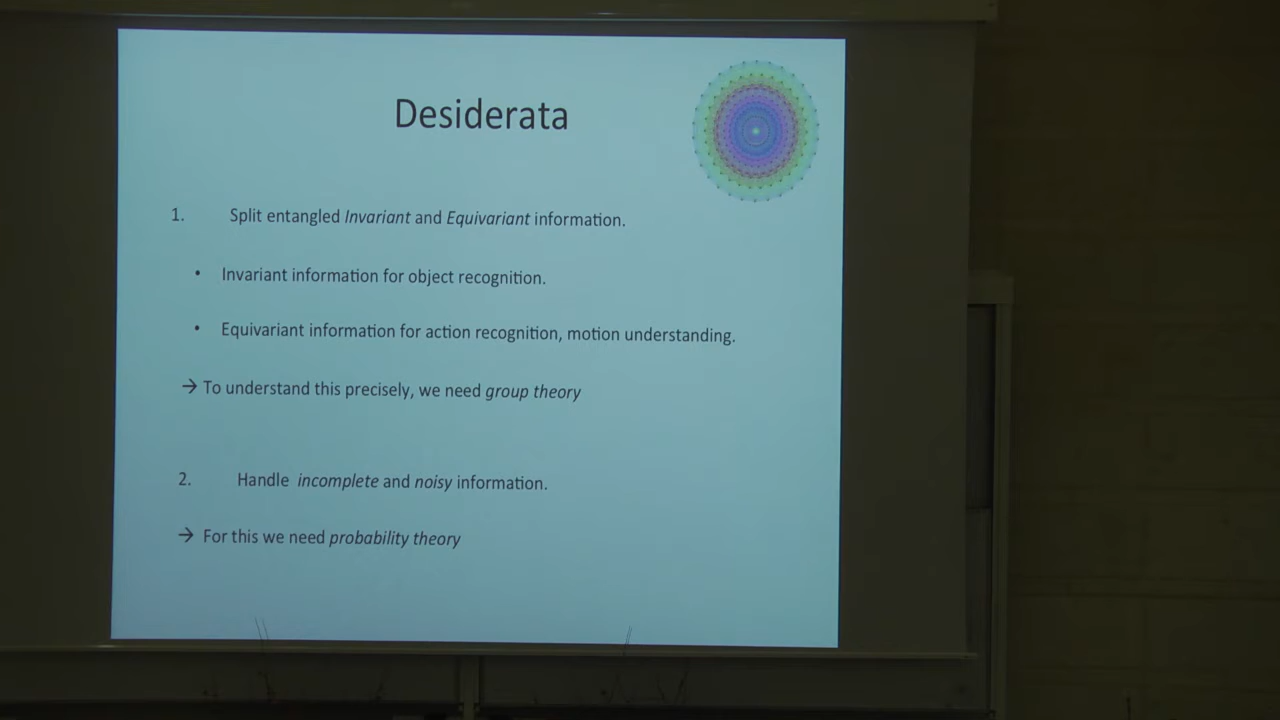 Desiderata
1. Split entangled Invariant and Equivariant information.
• Invariant information for object recognition.
• Equivariant information for action recognition, motion understanding.
→ To understand this precisely, we need group theory
2. Handle incomplete and noisy information.
→ For this we need probability theory